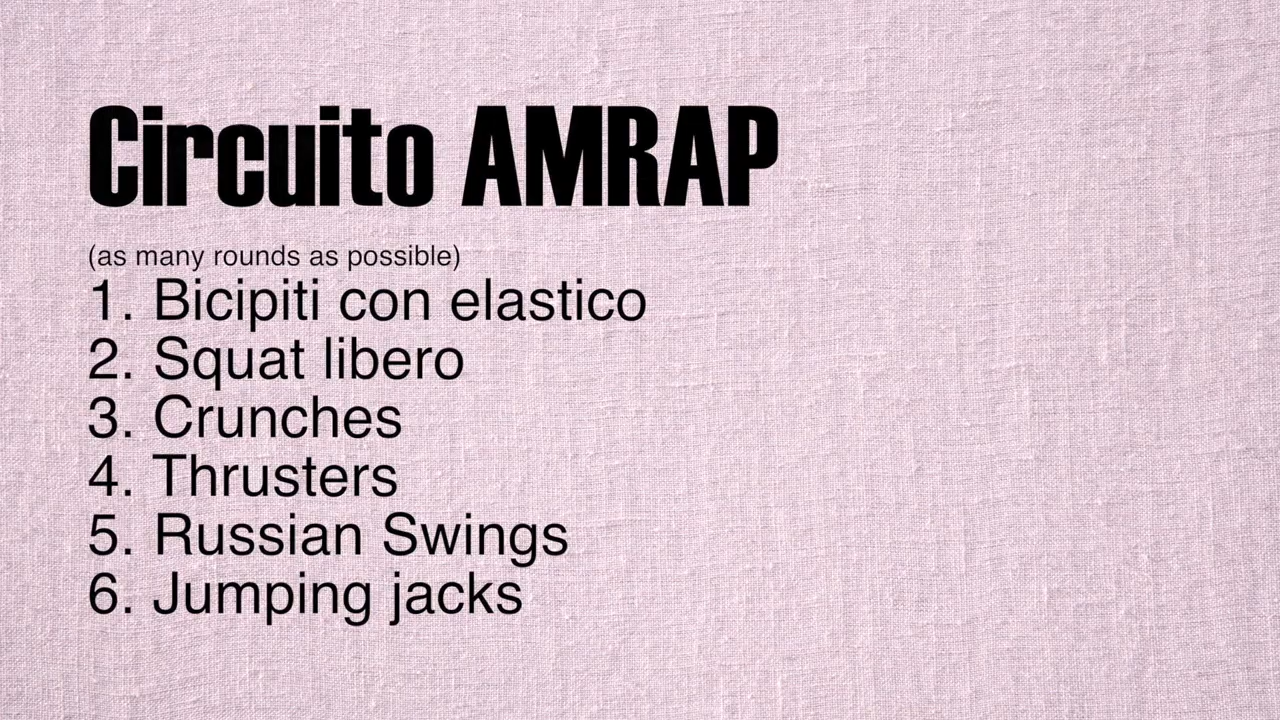 Circuito AMRAP
(as many rounds as possible)
1. Bicipiti con elastico
2. Squat libero
3. Crunches
4. Thrusters
5. Russian Swings
6. Jumping jacks